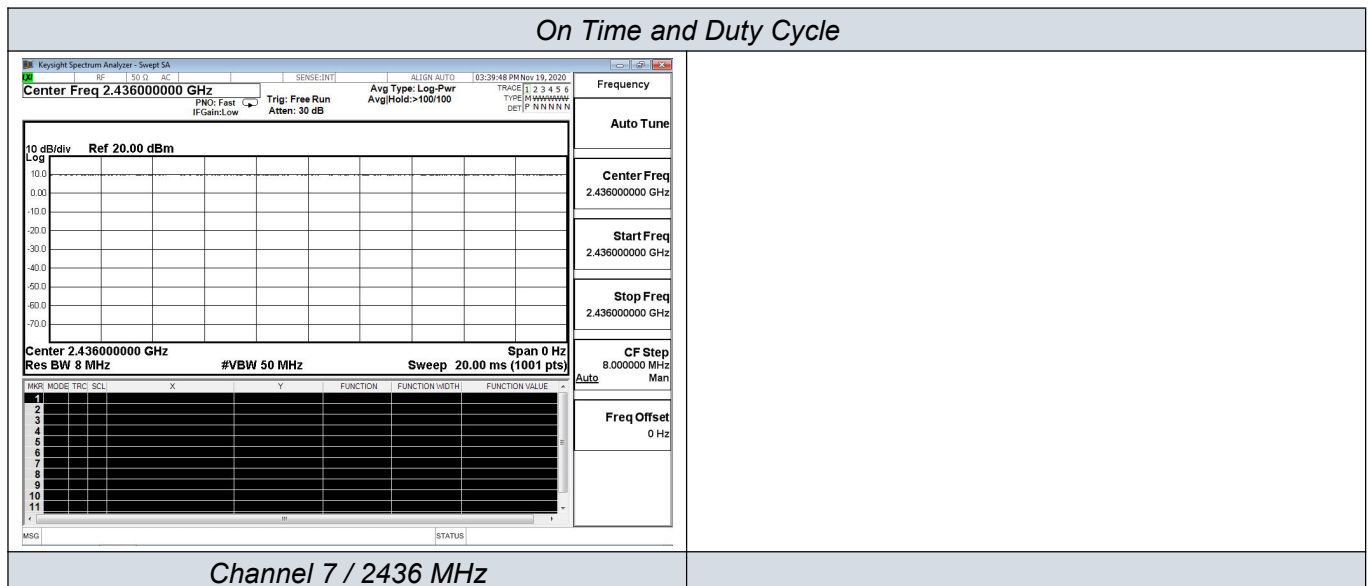 On Time and Duty Cycle
Keysight Spectrum Analyzer - Swept SA
RF 50 Ω AC SENSE:INT ALIGN AUTO 03:39:48 PM Nov 19, 2020
Center Freq 2.436000000 GHz
PNO: Fast
IFGain:Low
Trig: Free Run
Atten: 30 dB
Avg Type: Log-Pwr
Avg|Hold:>100/100
TRACE 1 2 3 4 5 6
TYPE M WWWWW
DET P N N N N N
Frequency
Auto Tune
Center Freq
2.436000000 GHz
Start Freq
2.436000000 GHz
Stop Freq
2.436000000 GHz
CF Step
8.000000 MHz
Auto Man
Freq Offset
0 Hz
10 dB/div Ref 20.00 dBm
Log
10.0
0.00
-10.0
-20.0
-30.0
-40.0
-50.0
-60.0
-70.0
Center 2.436000000 GHz Span 0 Hz
Res BW 8 MHz #VBW 50 MHz Sweep 20.00 ms (1001 pts)
MKR MODE TRC SCL X Y FUNCTION FUNCTION WIDTH FUNCTION VALUE
1
2
3
4
5
6
7
8
9
10
11
MSG STATUS
Channel 7 / 2436 MHz